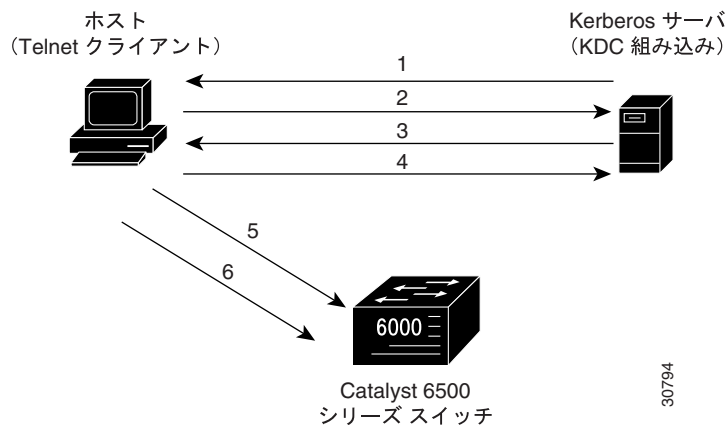 ホスト
（Telnet クライアント）
Kerberos サーバ
（KDC 組み込み）
1
2
3
4
5
6
6000
Catalyst 6500
シリーズ スイッチ
30794